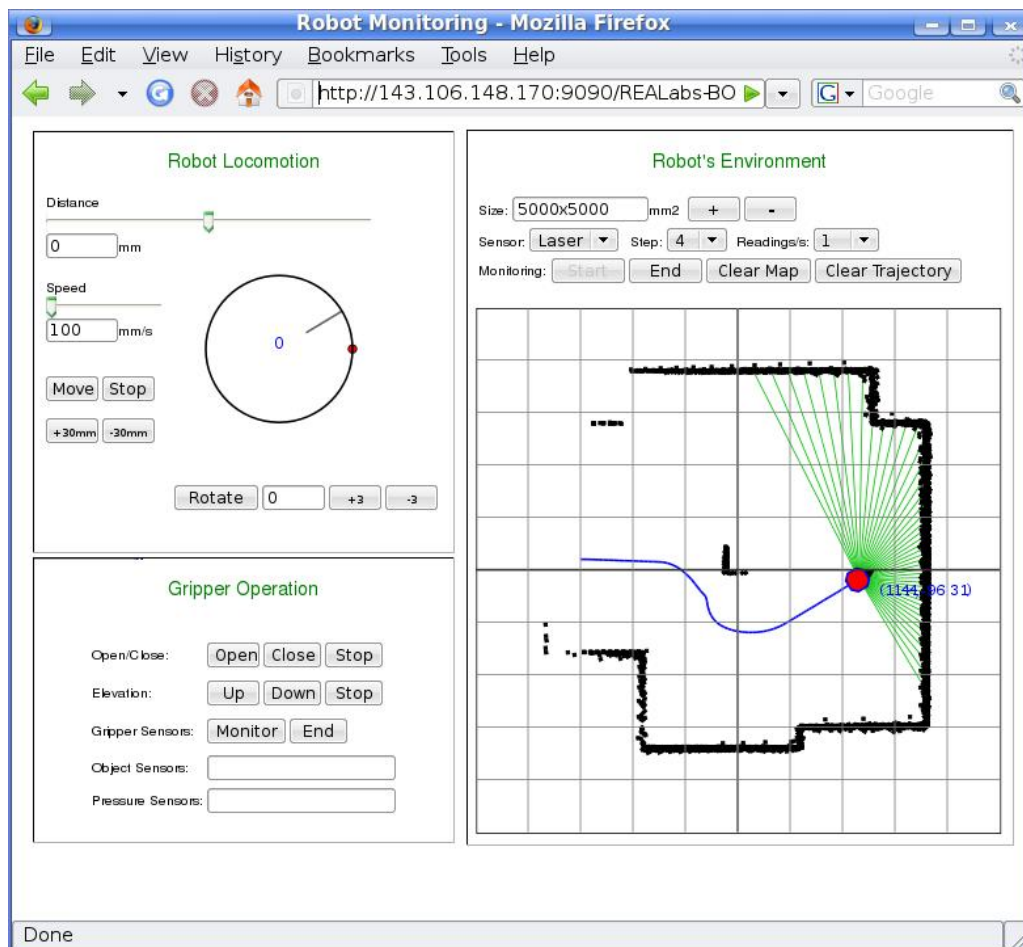 Robot Monitoring - Mozilla Firefox
File Edit View History Bookmarks Tools Help
http://143.106.148.170:9090/REALabs-BO
G Google
Robot Locomotion
Distance
0 mm
Speed
100 mm/s
0
Move Stop
+30mm -30mm
Rotate 0 +3 -3
Gripper Operation
Open/Close: Open Close Stop
Elevation: Up Down Stop
Gripper Sensors: Monitor End
Object Sensors:
Pressure Sensors:
Robot's Environment
Size: 5000x5000 mm2 + -
Sensor: Laser Step: 4 Readings/s: 1
Monitoring: Start End Clear Map Clear Trajectory
(1144 96 31)
Done